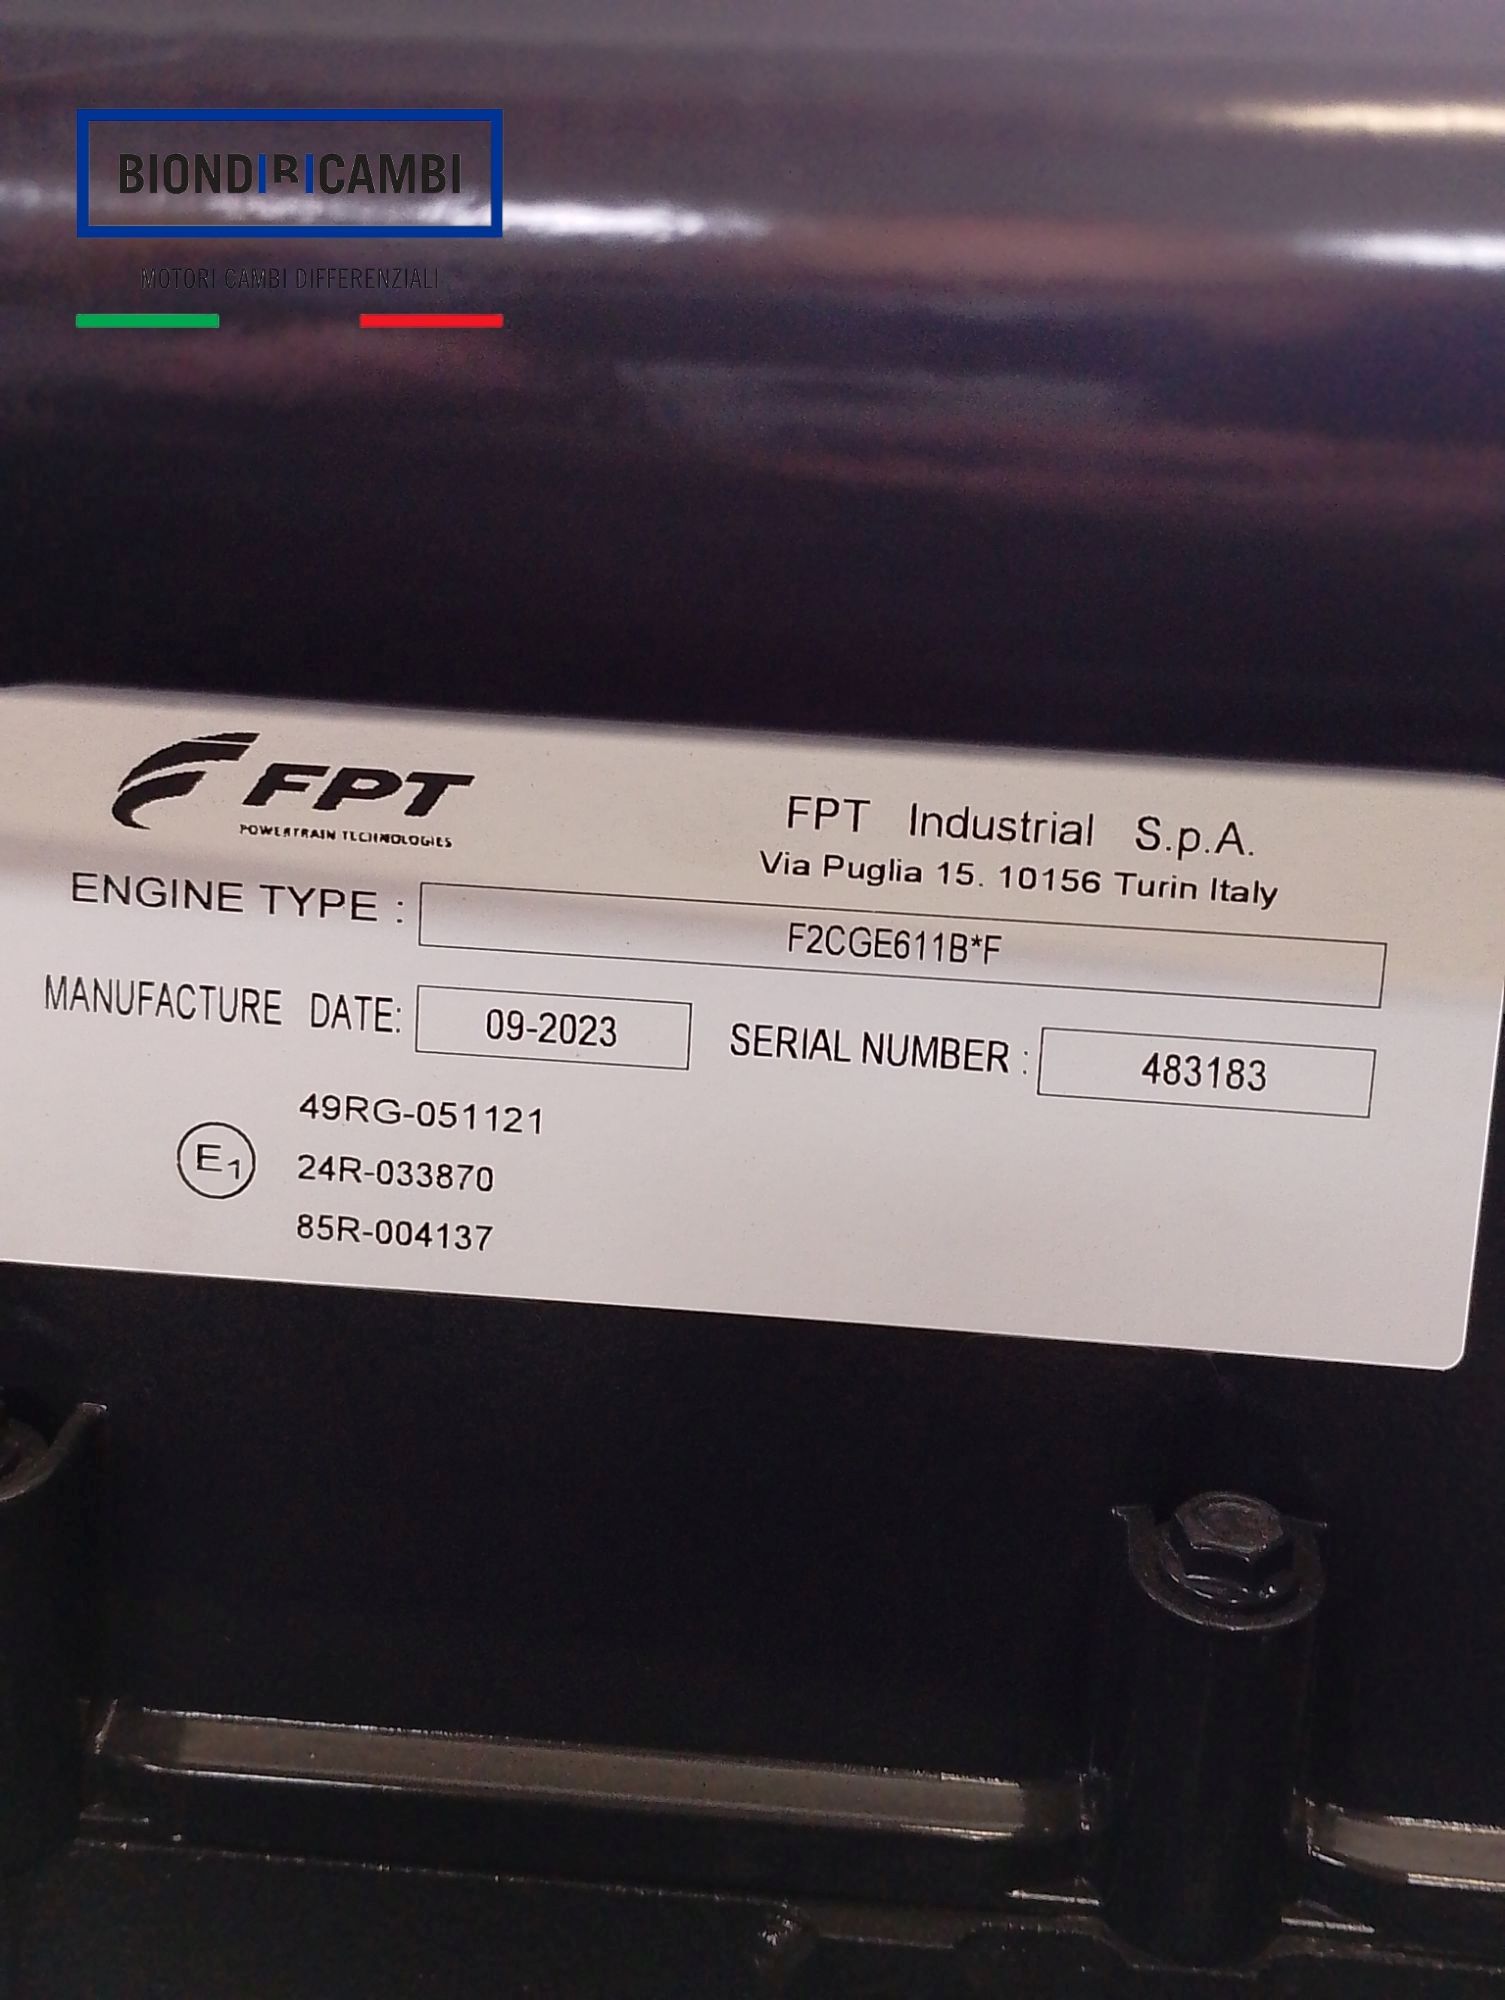 BIONDIRICAMBI
MOTORI CAMBI DIFFERENZIALI
FPT
POWERTRAIN TECHNOLOGIES
FPT Industrial S.p.A.
Via Puglia 15. 10156 Turin Italy
ENGINE TYPE : F2CGE611B*F
MANUFACTURE DATE: 09-2023 SERIAL NUMBER : 483183
49RG-051121
E1 24R-033870
85R-004137